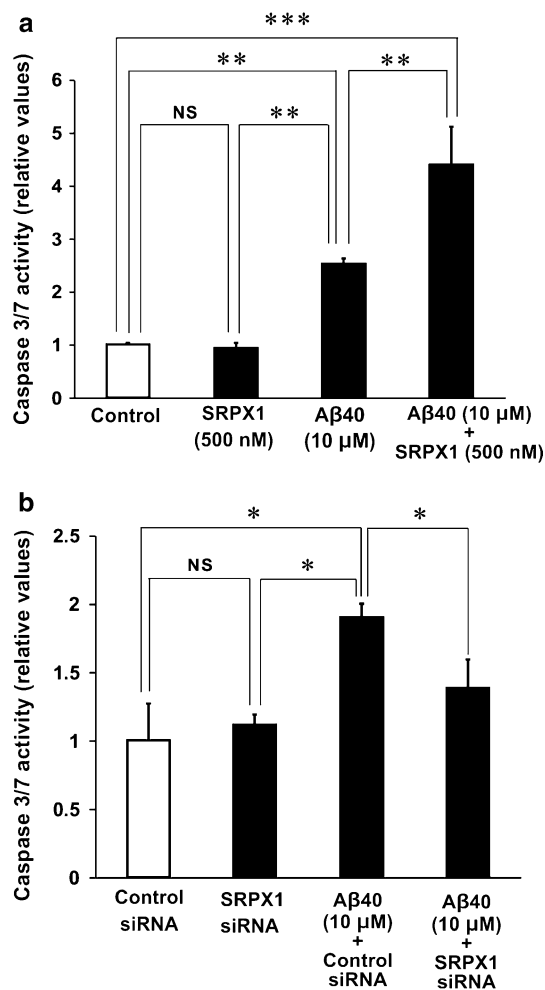 a
***
**
**
NS
**
Caspase 3/7 activity (relative values)
6
5
4
3
2
1
0
Control
SRPX1
(500 nM)
Aβ40
(10 μM)
Aβ40 (10 μM)
+
SRPX1 (500 nM)
b
*
*
NS
*
Caspase 3/7 activity (relative values)
2.5
2
1.5
1
0.5
0
Control
siRNA
SRPX1
siRNA
Aβ40
(10 μM)
+
Control
siRNA
Aβ40
(10 μM)
+
SRPX1
siRNA